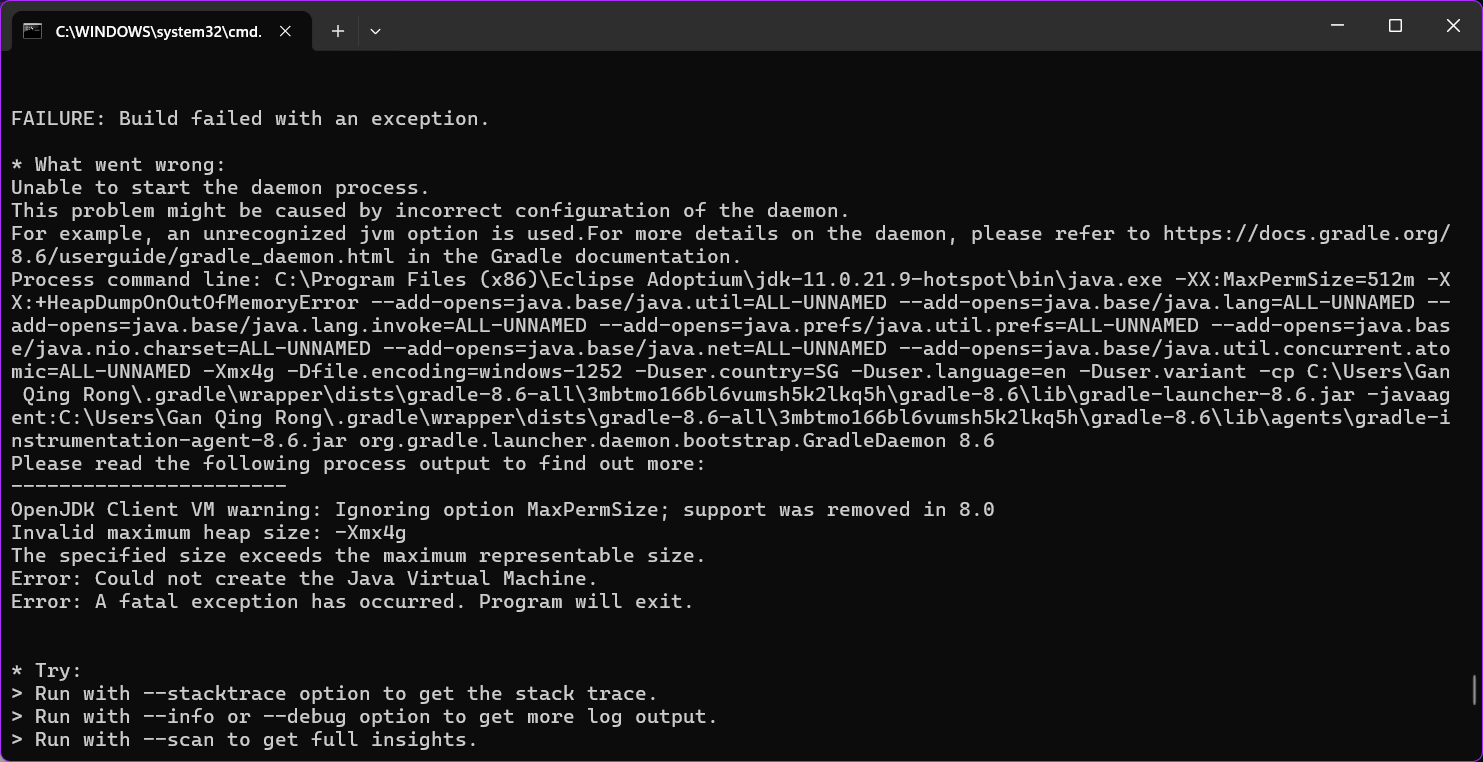 C:\WINDOWS\system32\cmd.
FAILURE: Build failed with an exception.
* What went wrong:
Unable to start the daemon process.
This problem might be caused by incorrect configuration of the daemon.
For example, an unrecognized jvm option is used.For more details on the daemon, please refer to https://docs.gradle.org/
8.6/userguide/gradle_daemon.html in the Gradle documentation.
Process command line: C:\Program Files (x86)\Eclipse Adoptium\jdk-11.0.21.9-hotspot\bin\java.exe -XX:MaxPermSize=512m -X
X:+HeapDumpOnOutOfMemoryError --add-opens=java.base/java.util=ALL-UNNAMED --add-opens=java.base/java.lang=ALL-UNNAMED --
add-opens=java.base/java.lang.invoke=ALL-UNNAMED --add-opens=java.prefs/java.util.prefs=ALL-UNNAMED --add-opens=java.bas
e/java.nio.charset=ALL-UNNAMED --add-opens=java.base/java.net=ALL-UNNAMED --add-opens=java.base/java.util.concurrent.ato
mic=ALL-UNNAMED -Xmx4g -Dfile.encoding=windows-1252 -Duser.country=SG -Duser.language=en -Duser.variant -cp C:\Users\Gan
 Qing Rong\.gradle\wrapper\dists\gradle-8.6-all\3mbtmo166bl6vumsh5k2lkq5h\gradle-8.6\lib\gradle-launcher-8.6.jar -javaag
ent:C:\Users\Gan Qing Rong\.gradle\wrapper\dists\gradle-8.6-all\3mbtmo166bl6vumsh5k2lkq5h\gradle-8.6\lib\agents\gradle-i
nstrumentation-agent-8.6.jar org.gradle.launcher.daemon.bootstrap.GradleDaemon 8.6
Please read the following process output to find out more:
-----------------------
OpenJDK Client VM warning: Ignoring option MaxPermSize; support was removed in 8.0
Invalid maximum heap size: -Xmx4g
The specified size exceeds the maximum representable size.
Error: Could not create the Java Virtual Machine.
Error: A fatal exception has occurred. Program will exit.
* Try:
> Run with --stacktrace option to get the stack trace.
> Run with --info or --debug option to get more log output.
> Run with --scan to get full insights.